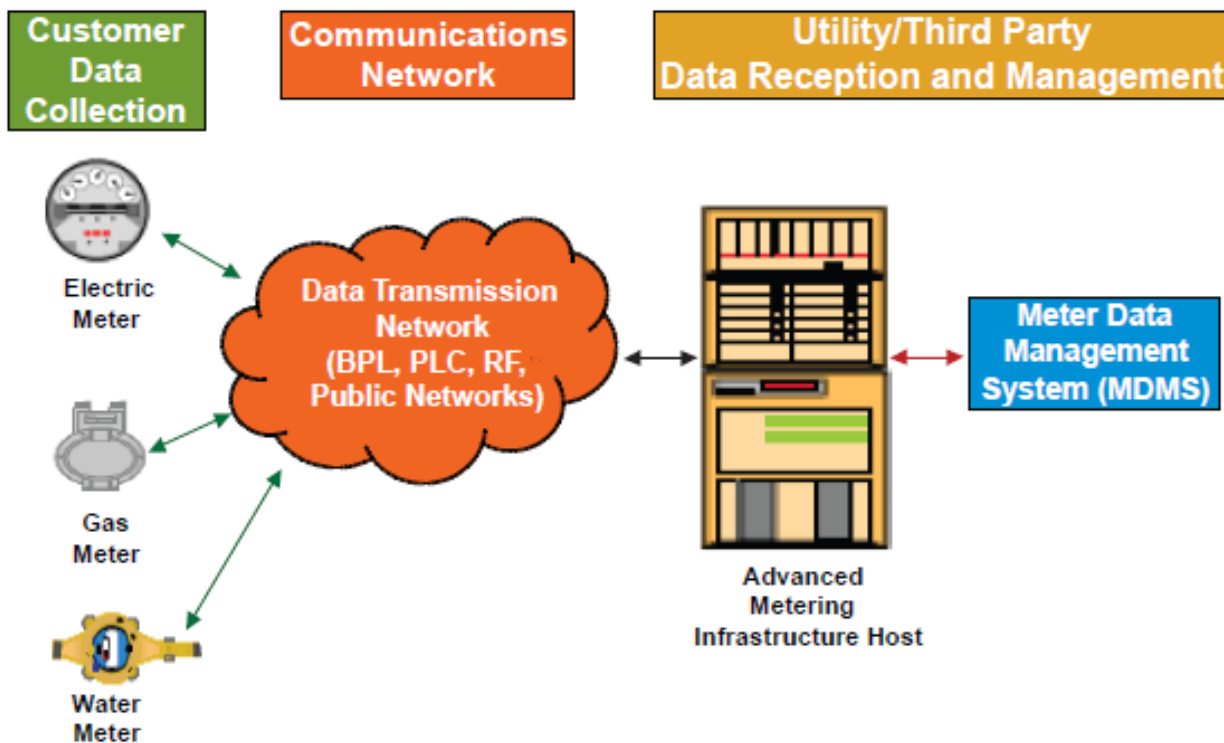 Customer
Data
Collection
Communications
Network
Utility/Third Party
Data Reception and Management
Electric
Meter
Data Transmission
Network
(BPL, PLC, RF,
Public Networks)
Meter Data
Management
System (MDMS)
Gas
Meter
Advanced
Metering
Infrastructure Host
Water
Meter